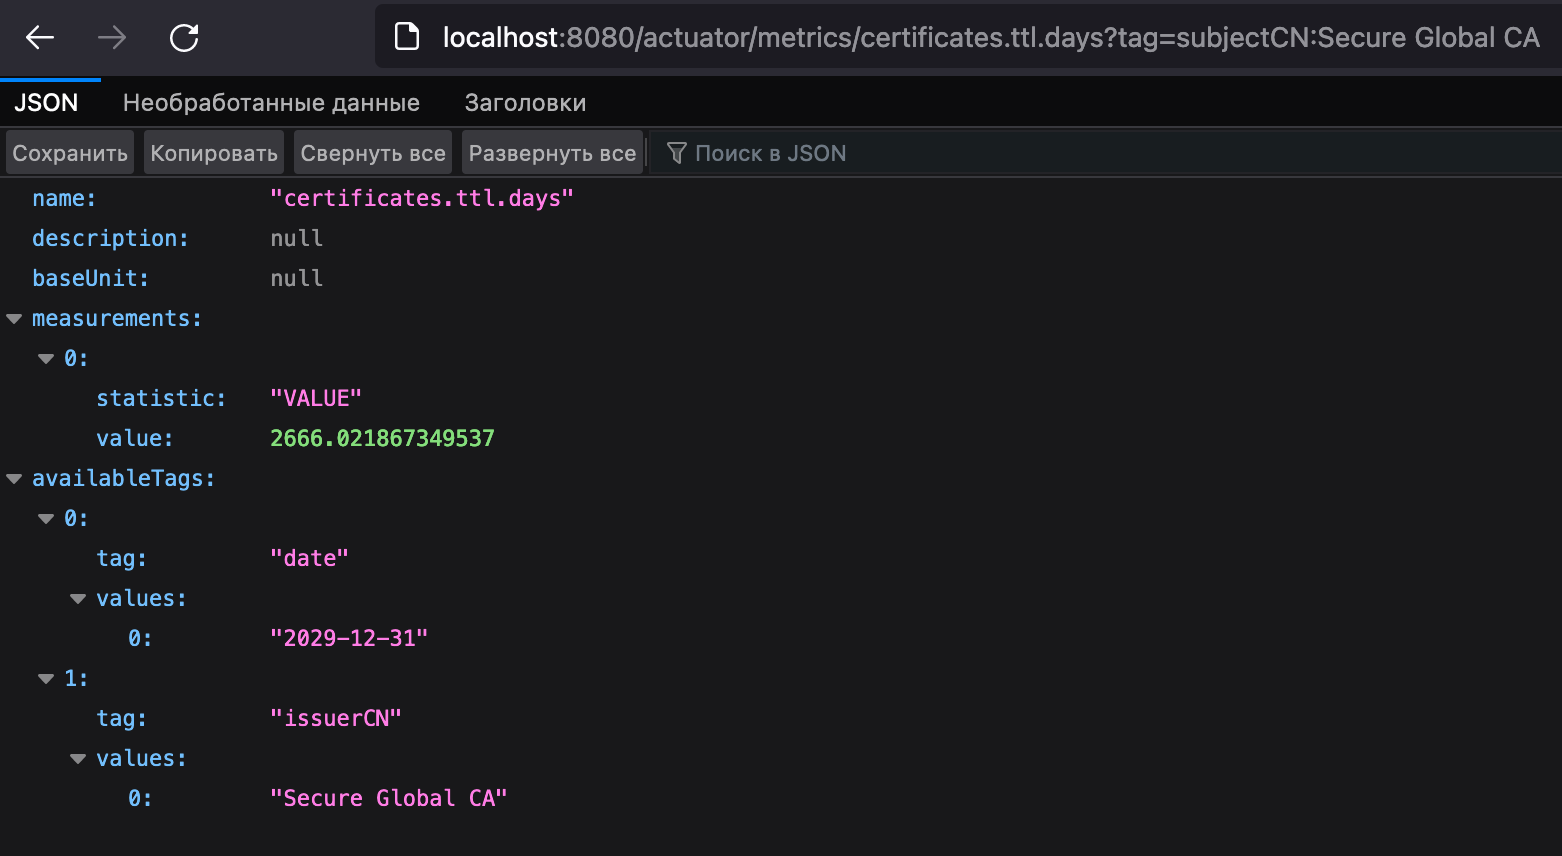 localhost:8080/actuator/metrics/certificates.ttl.days?tag=subjectCN:Secure Global CA
JSON Необработанные данные Заголовки
Сохранить Копировать Свернуть все Развернуть все Поиск в JSON
name: "certificates.ttl.days"
description: null
baseUnit: null
measurements:
0:
statistic: "VALUE"
value: 2666.021867349537
availableTags:
0:
tag: "date"
values:
0: "2029-12-31"
1:
tag: "issuerCN"
values:
0: "Secure Global CA"